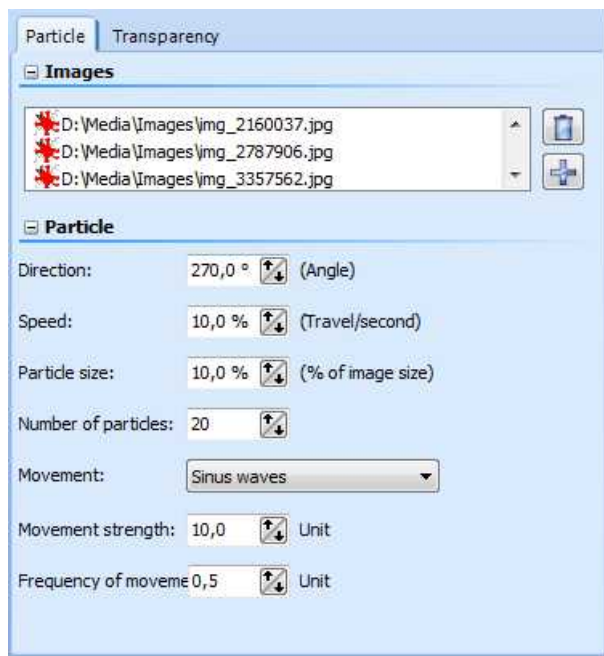 Particle Transparency
Images
D:\Media\Images\img_2160037.jpg
D:\Media\Images\img_2787906.jpg
D:\Media\Images\img_3357562.jpg
Particle
Direction: 270,0 ° (Angle)
Speed: 10,0 % (Travel/second)
Particle size: 10,0 % (% of image size)
Number of particles: 20
Movement: Sinus waves
Movement strength: 10,0 Unit
Frequency of moveme 0,5 Unit